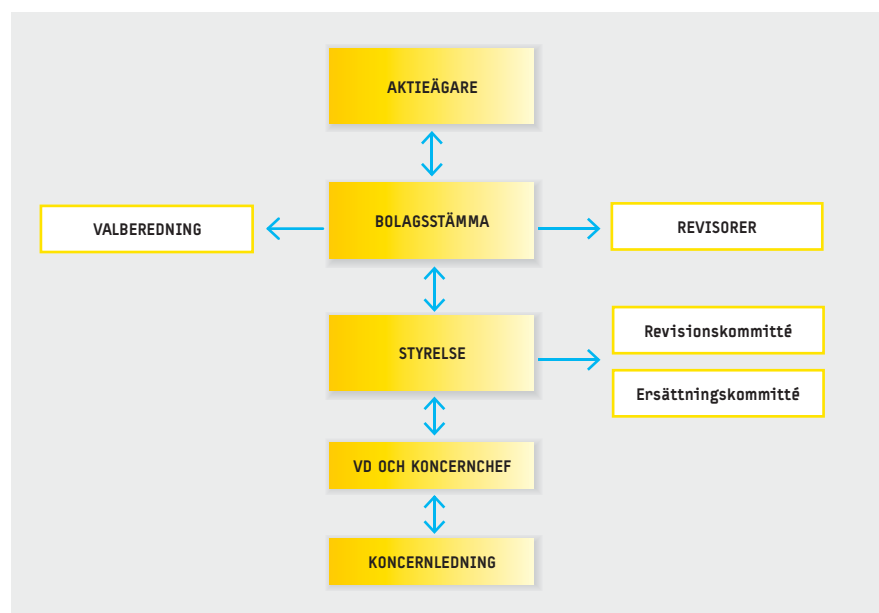 AKTIEÄGARE
VALBEREDNING
BOLAGSSTÄMMA
REVISORER
STYRELSE
Revisionskommitté
Ersättningskommitté
VD OCH KONCERNCHEF
KONCERNLEDNING